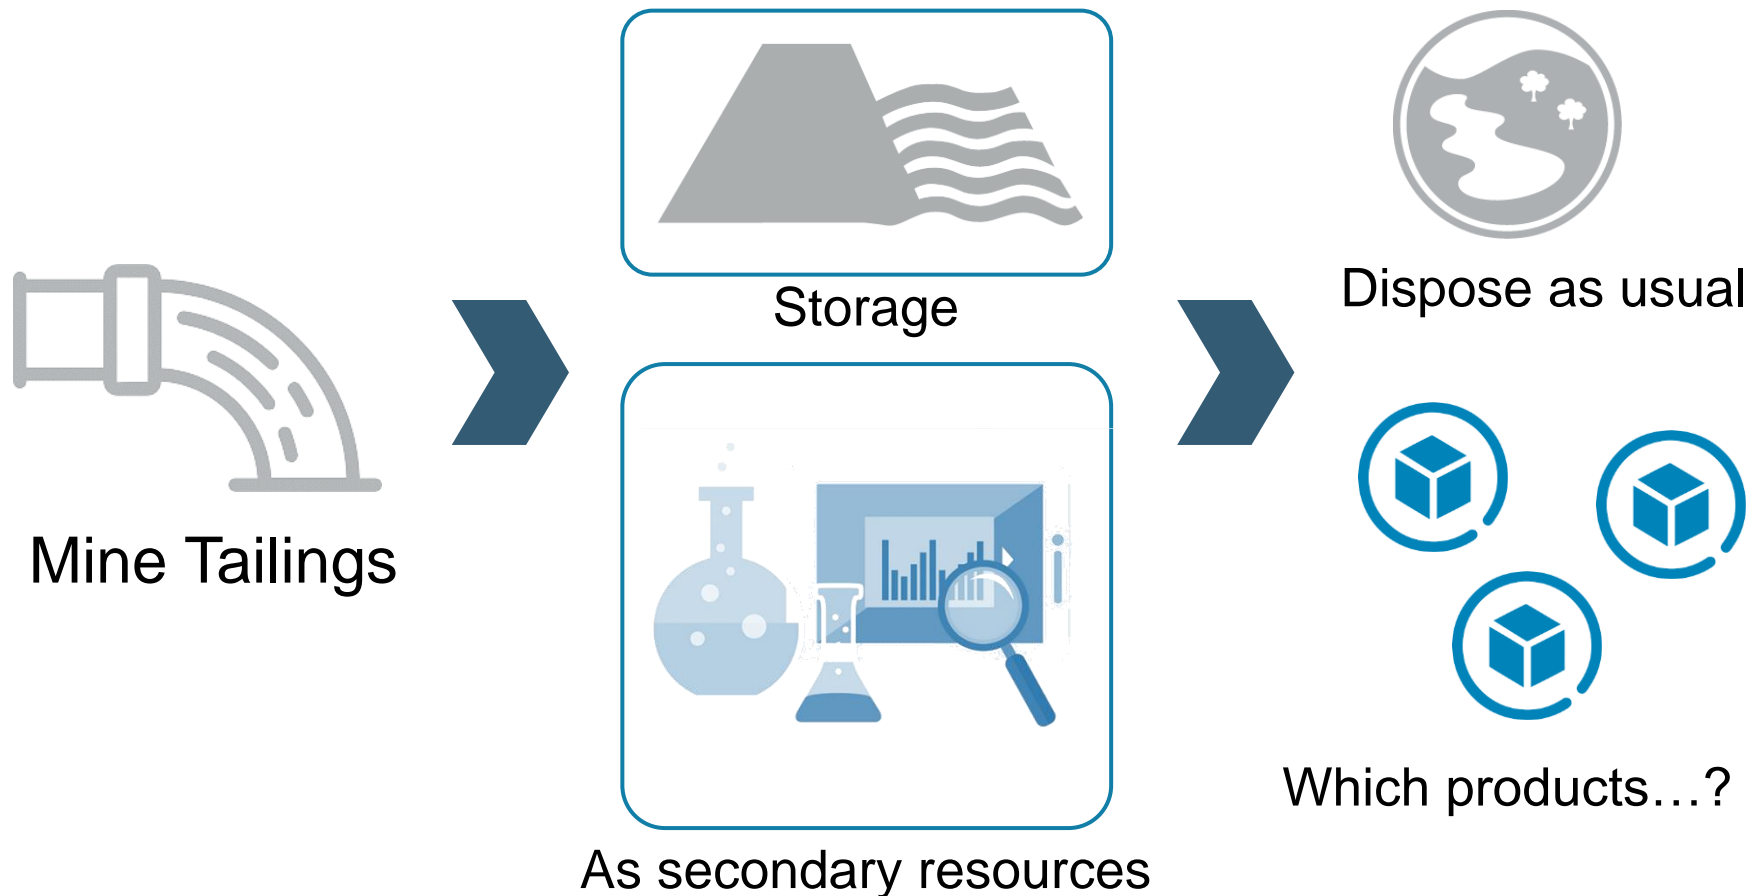 Mine Tailings
Storage
As secondary resources
Dispose as usual
Which products…?